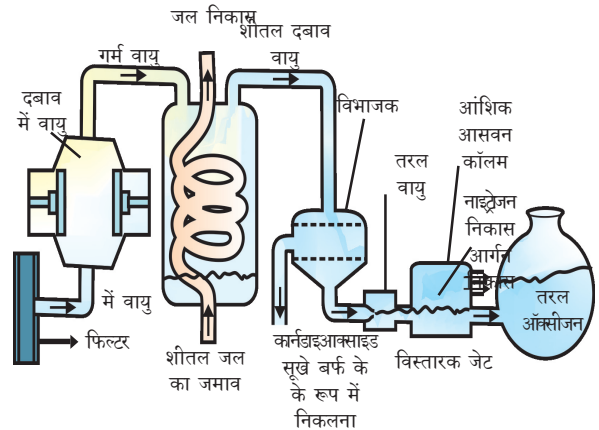 जल निकास
शीतल दबाव
वायु
गर्म वायु
दबाव
में वायु
विभाजक
आंशिक
आसवन
कॉलम
तरल
वायु
नाइट्रोजन
निकास
आर्गन
निकास
तरल
ऑक्सीजन
में वायु
फिल्टर
शीतल जल
का जमाव
कार्नडाइआक्साइड
सूखे बर्फ के
के रूप में
निकलना
विस्तारक जेट